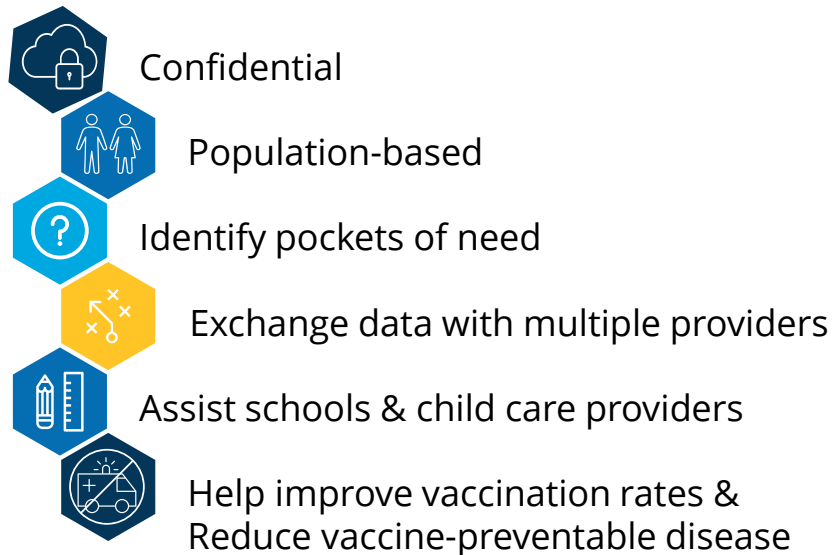 Confidential
Population-based
Identify pockets of need
Exchange data with multiple providers
Assist schools & child care providers
Help improve vaccination rates &
Reduce vaccine-preventable disease